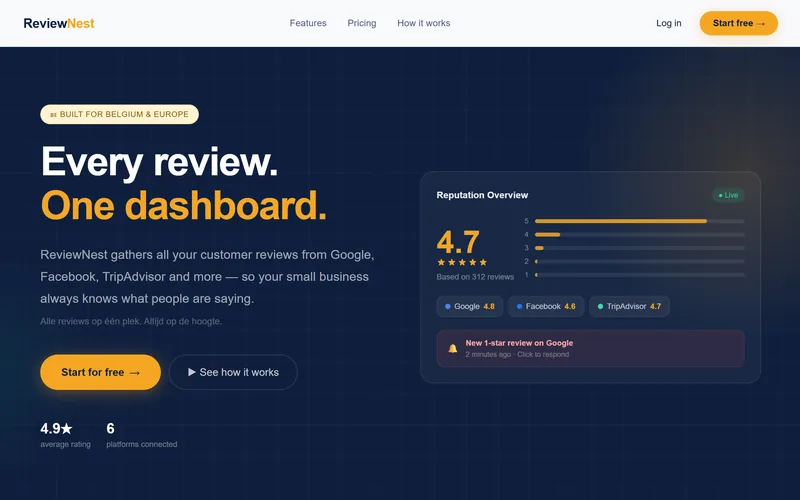 ReviewNest
Features
Pricing
How it works
Log in
Start free →
BE BUILT FOR BELGIUM & EUROPE
Every review.
One dashboard.
ReviewNest gathers all your customer reviews from Google,
Facebook, TripAdvisor and more — so your small business
always knows what people are saying.
Alle reviews op één plek. Altijd op de hoogte.
Start for free →
▶ See how it works
4.9★
average rating
6
platforms connected
Reputation Overview
Live
4.7
★★★★★
Based on 312 reviews
5
4
3
2
1
Google 4.8
Facebook 4.6
TripAdvisor 4.7
New 1-star review on Google
2 minutes ago · Click to respond